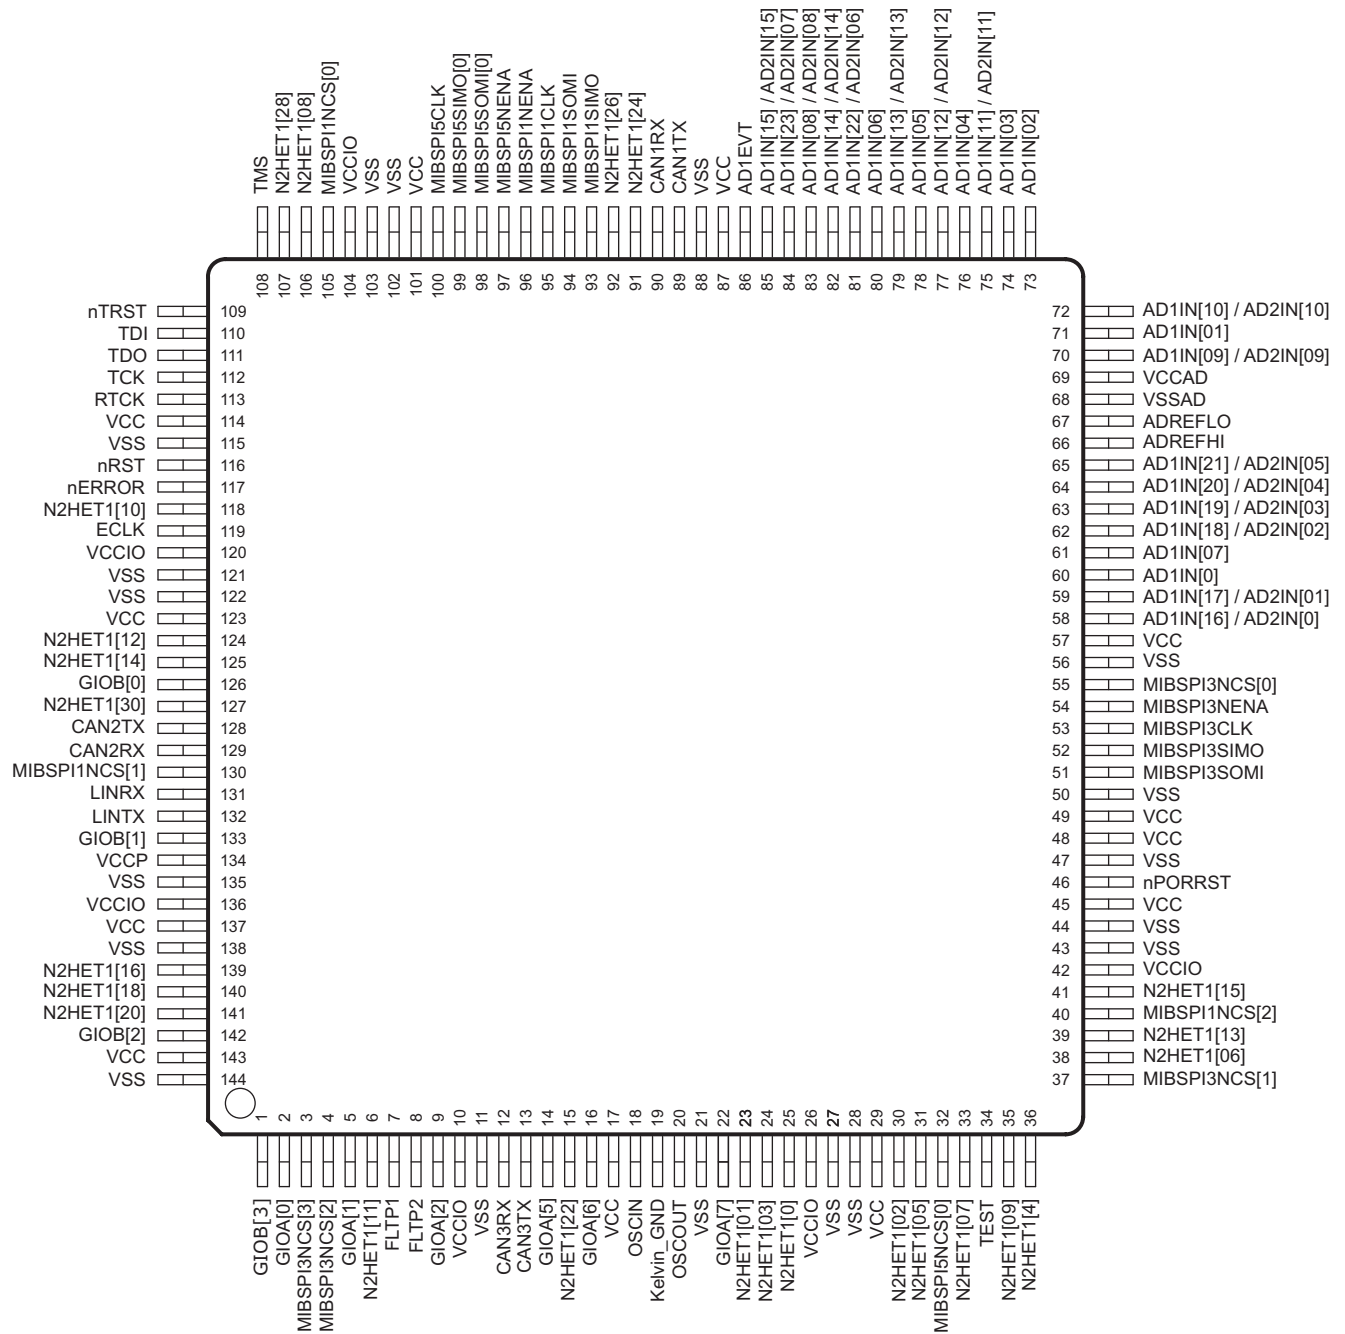 TMS
N2HET1[28]
N2HET1[08]
MIBSPI1NCS[0]
VCCIO
VSS
VSS
VCC
MIBSPI5CLK
MIBSPI5SIMO[0]
MIBSPI5SOMI[0]
MIBSPI5NENA
MIBSPI1NENA
MIBSPI1CLK
MIBSPI1SOMI
MIBSPI1SIMO
N2HET1[26]
N2HET1[24]
CAN1RX
CAN1TX
VSS
VCC
AD1EVT
AD1IN[15] / AD2IN[15]
AD1IN[23] / AD2IN[07]
AD1IN[08] / AD2IN[08]
AD1IN[14] / AD2IN[14]
AD1IN[22] / AD2IN[06]
AD1IN[06]
AD1IN[13] / AD2IN[13]
AD1IN[05]
AD1IN[12] / AD2IN[12]
AD1IN[04]
AD1IN[11] / AD2IN[11]
AD1IN[03]
AD1IN[02]
108
107
106
105
104
103
102
101
100
99
98
97
96
95
94
93
92
91
90
89
88
87
86
85
84
83
82
81
80
79
78
77
76
75
74
73
nTRST 109
TDI 110
TDO 111
TCK 112
RTCK 113
VCC 114
VSS 115
nRST 116
nERROR 117
N2HET1[10] 118
ECLK 119
VCCIO 120
VSS 121
VSS 122
VCC 123
N2HET1[12] 124
N2HET1[14] 125
GIOB[0] 126
N2HET1[30] 127
CAN2TX 128
CAN2RX 129
MIBSPI1NCS[1] 130
LINRX 131
LINTX 132
GIOB[1] 133
VCCP 134
VSS 135
VCCIO 136
VCC 137
VSS 138
N2HET1[16] 139
N2HET1[18] 140
N2HET1[20] 141
GIOB[2] 142
VCC 143
VSS 144
72 AD1IN[10] / AD2IN[10]
71 AD1IN[01]
70 AD1IN[09] / AD2IN[09]
69 VCCAD
68 VSSAD
67 ADREFLO
66 ADREFHI
65 AD1IN[21] / AD2IN[05]
64 AD1IN[20] / AD2IN[04]
63 AD1IN[19] / AD2IN[03]
62 AD1IN[18] / AD2IN[02]
61 AD1IN[07]
60 AD1IN[0]
59 AD1IN[17] / AD2IN[01]
58 AD1IN[16] / AD2IN[0]
57 VCC
56 VSS
55 MIBSPI3NCS[0]
54 MIBSPI3NENA
53 MIBSPI3CLK
52 MIBSPI3SIMO
51 MIBSPI3SOMI
50 VSS
49 VCC
48 VCC
47 VSS
46 nPORRST
45 VCC
44 VSS
43 VSS
42 VCCIO
41 N2HET1[15]
40 MIBSPI1NCS[2]
39 N2HET1[13]
38 N2HET1[06]
37 MIBSPI3NCS[1]
1
2
3
4
5
6
7
8
9
10
11
12
13
14
15
16
17
18
19
20
21
22
23
24
25
26
27
28
29
30
31
32
33
34
35
36
GIOB[3]
GIOA[0]
MIBSPI3NCS[3]
MIBSPI3NCS[2]
GIOA[1]
N2HET1[11]
FLTP1
FLTP2
GIOA[2]
VCCIO
VSS
CAN3RX
CAN3TX
GIOA[5]
N2HET1[22]
GIOA[6]
VCC
OSCIN
Kelvin_GND
OSCOUT
VSS
GIOA[7]
N2HET1[01]
N2HET1[03]
N2HET1[0]
VCCIO
VSS
VSS
VCC
N2HET1[02]
N2HET1[05]
MIBSPI5NCS[0]
N2HET1[07]
TEST
N2HET1[09]
N2HET1[4]